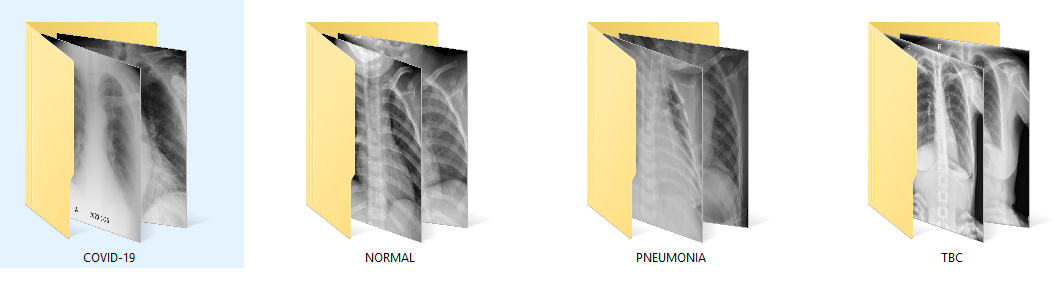 R
A
COVID-19
NORMAL
PNEUMONIA
TBC